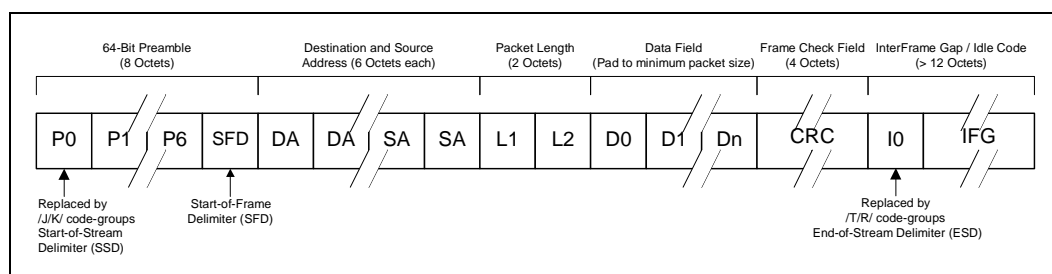 64-Bit Preamble
(8 Octets)
Destination and Source
Address (6 Octets each)
Packet Length
(2 Octets)
Data Field
(Pad to minimum packet size)
Frame Check Field
(4 Octets)
InterFrame Gap / Idle Code
(> 12 Octets)
P0 P1 P6 SFD DA DA SA SA L1 L2 D0 D1 Dn CRC I0 IFG
Replaced by
/J/K/ code-groups
Start-of-Stream
Delimiter (SSD)
Start-of-Frame
Delimiter (SFD)
Replaced by
/T/R/ code-groups
End-of-Stream Delimiter (ESD)